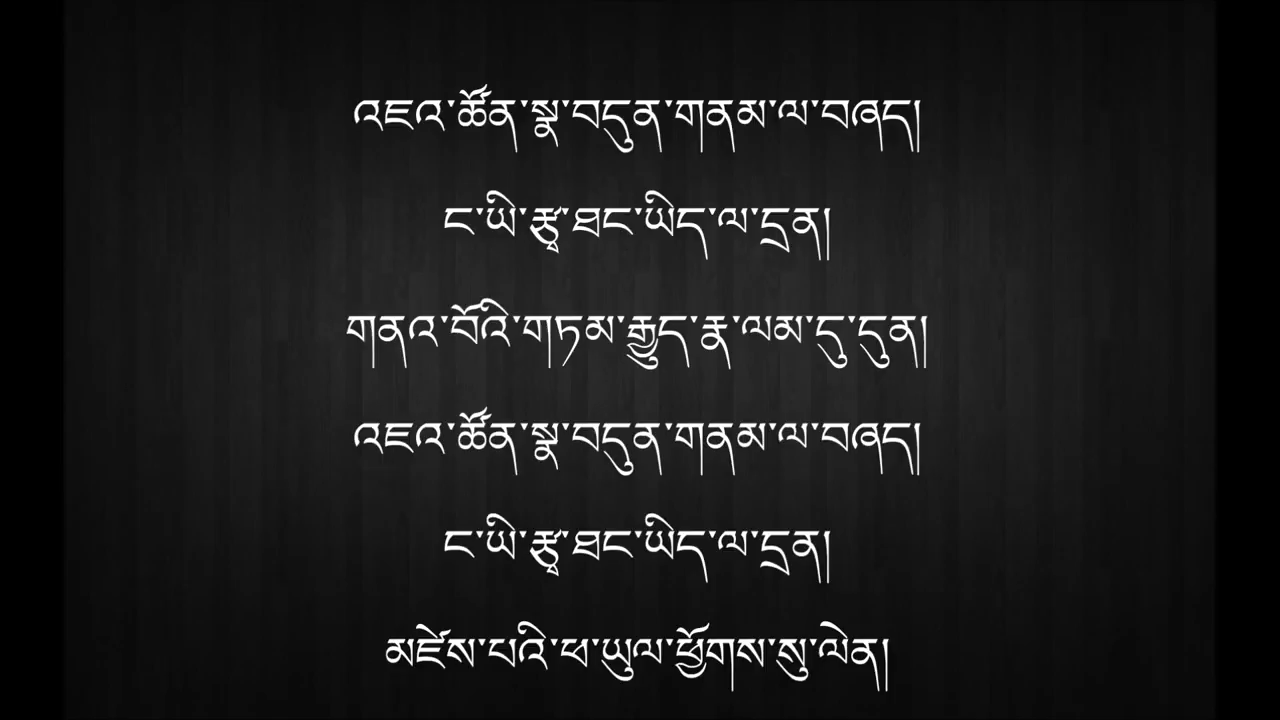 འཇའ་ཚོན་སྣ་བདུན་གནམ་ལ་བཞད།
ང་ཡི་རྩྭ་ཐང་ཡིད་ལ་དྲན།
གནའ་བོའི་གཏམ་རྒྱུད་རྣ་ལམ་དུ་དུན།
འཇའ་ཚོན་སྣ་བདུན་གནམ་ལ་བཞད།
ང་ཡི་རྩྭ་ཐང་ཡིད་ལ་དྲན།
མཛེས་པའི་ཕ་ཡུལ་ཕྱོགས་སུ་ལེན།